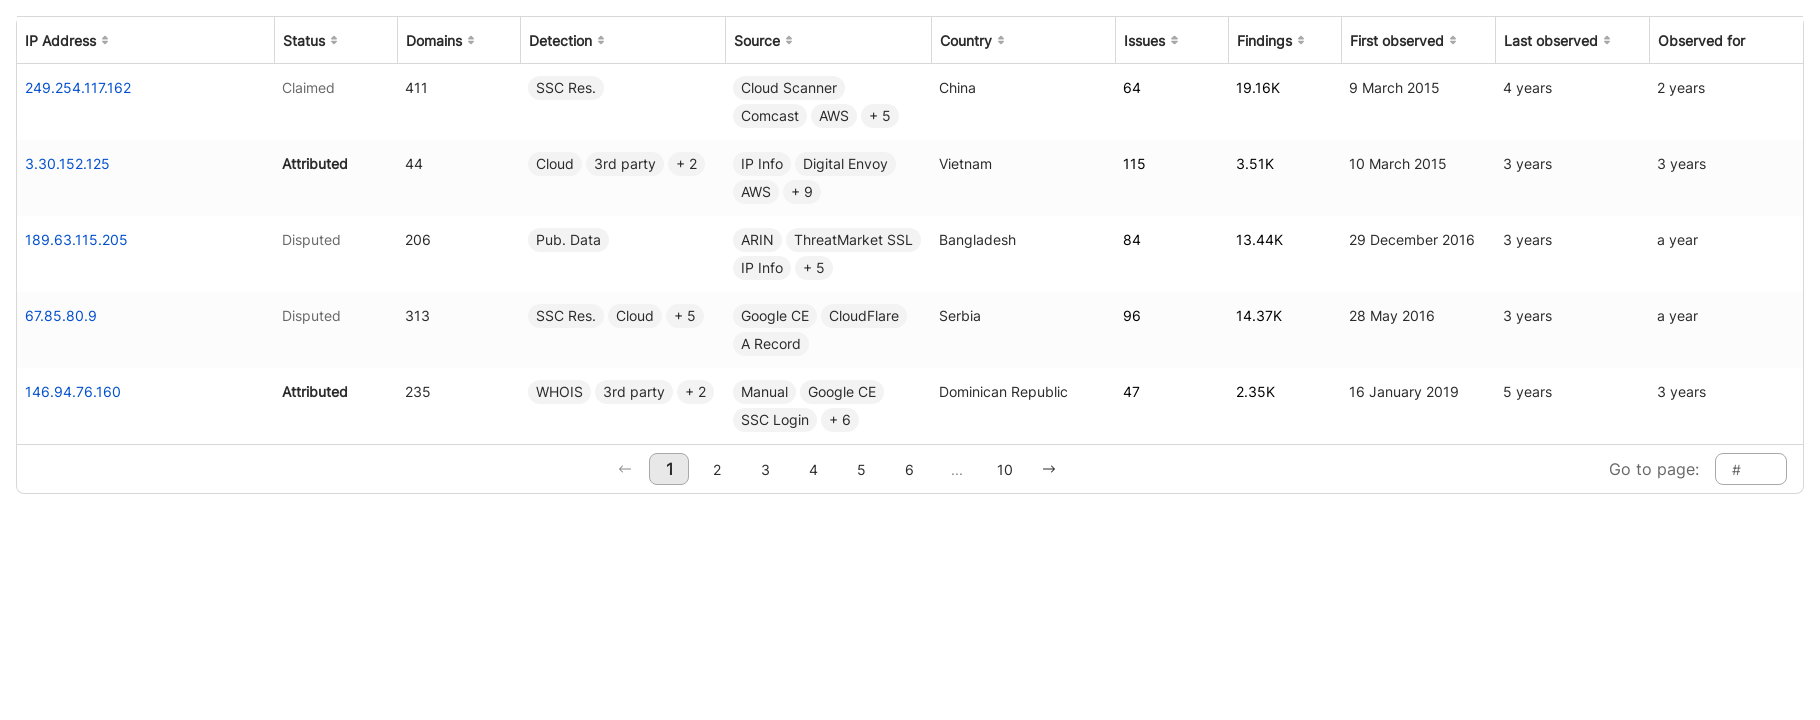 IP Address Status Domains Detection Source Country Issues Findings First observed Last observed Observed for
249.254.117.162 Claimed 411 SSC Res. Cloud Scanner China 64 19.16K 9 March 2015 4 years 2 years
Comcast AWS + 5
3.30.152.125 Attributed 44 Cloud 3rd party + 2 IP Info Digital Envoy Vietnam 115 3.51K 10 March 2015 3 years 3 years
AWS + 9
189.63.115.205 Disputed 206 Pub. Data ARIN ThreatMarket SSL Bangladesh 84 13.44K 29 December 2016 3 years a year
IP Info + 5
67.85.80.9 Disputed 313 SSC Res. Cloud + 5 Google CE CloudFlare Serbia 96 14.37K 28 May 2016 3 years a year
A Record
146.94.76.160 Attributed 235 WHOIS 3rd party + 2 Manual Google CE Dominican Republic 47 2.35K 16 January 2019 5 years 3 years
SSC Login + 6
← 1 2 3 4 5 6 ... 10 → Go to page: #